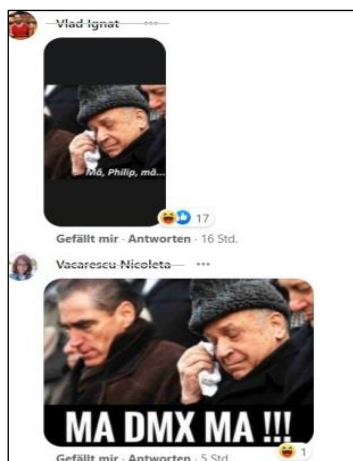 Vlad Ignat ...
Mă, Philip, mă...
17
Gefällt mir · Antworten · 16 Std.
Vacarescu Nicoleta ...
MA DMX MA !!!
1
Gefällt mir · Antworten · 5 Std.